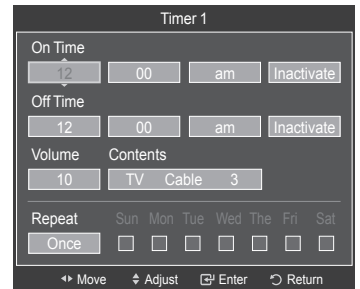 Timer 1
On Time
12 00 am Inactivate
Off Time
12 00 am Inactivate
Volume Contents
10 TV Cable 3
Repeat Sun Mon Tue Wed The Fri Sat
Once
Move Adjust Enter Return